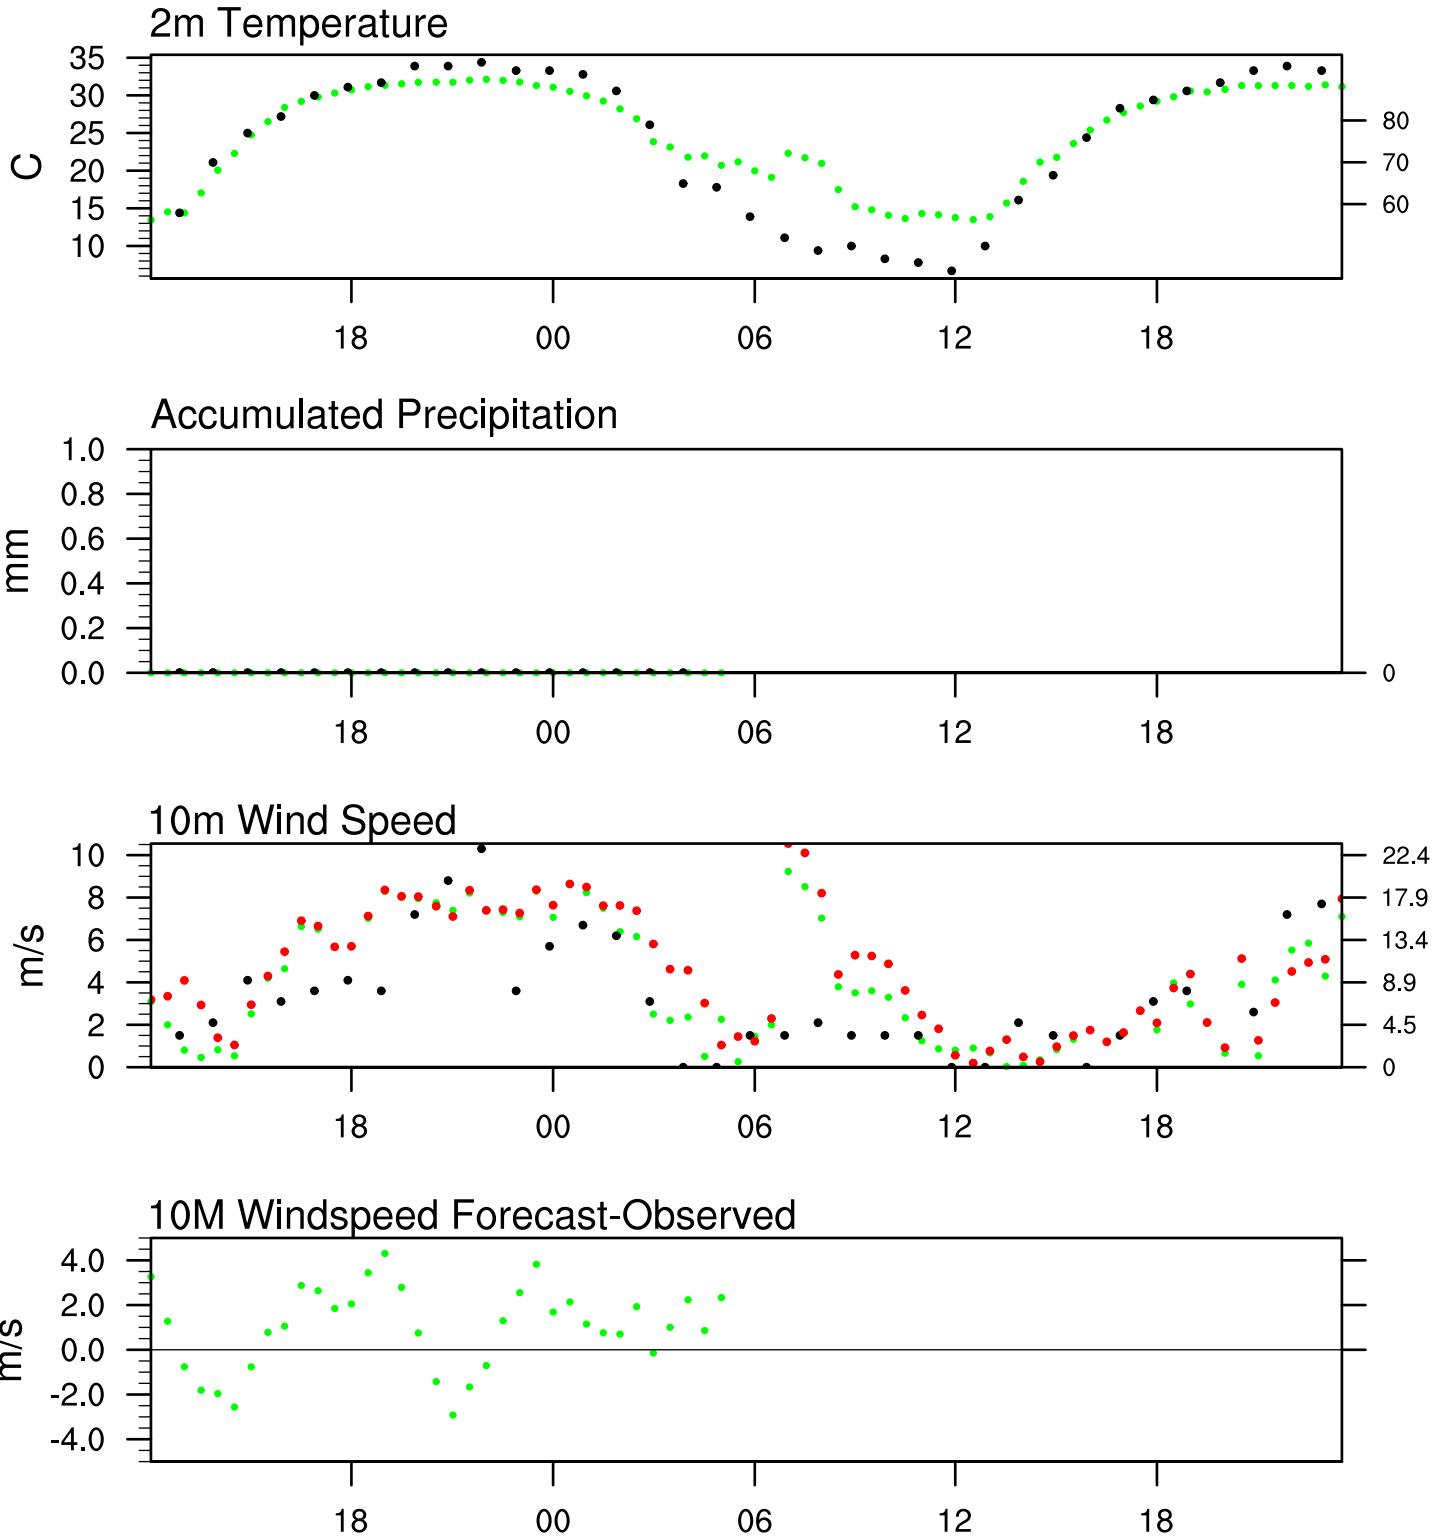 2m Temperature
35
30
25
20
15
10
C
80
70
60
18 00 06 12 18
Accumulated Precipitation
1.0
0.8
0.6
0.4
0.2
0.0
mm
0
18 00 06 12 18
10m Wind Speed
10
8
6
4
2
0
m/s
22.4
17.9
13.4
8.9
4.5
0
18 00 06 12 18
10M Windspeed Forecast-Observed
4.0
2.0
0.0
-2.0
-4.0
m/s
18 00 06 12 18